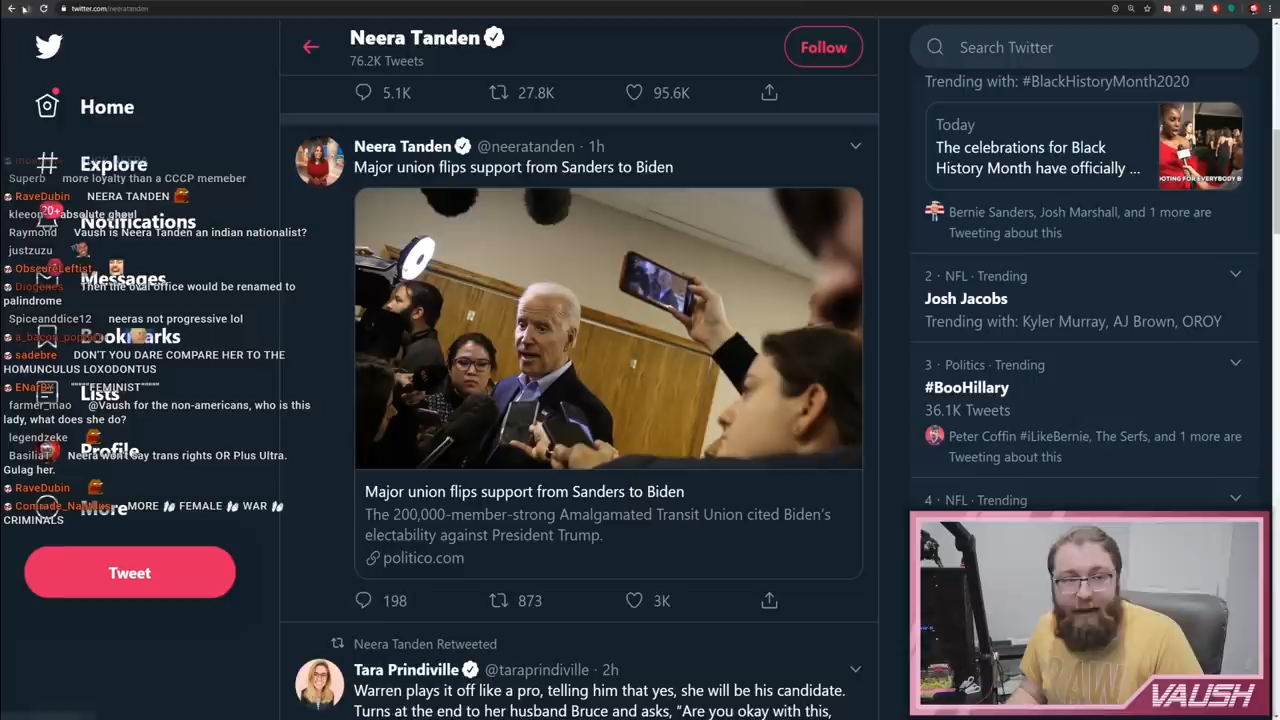 twitter.com/neeratanden
Home
Explore
Notifications
Messages
Bookmarks
Lists
Profile
More
Tweet
20+
Superb more loyalty than a CCCP memeber
RaveDubin NEERA TANDEN
kleeon absolute ghoul
Raymond Vaush is Neera Tanden an indian nationalist?
justzuzu
ObscureLeftist
Diogenes Then the oval office would be renamed to
palindrome
Spiceanddice12 neeras not progressive lol
sadebre DON'T YOU DARE COMPARE HER TO THE
HOMUNCULUS LOXODONTUS
"""""FEMINIST"""""
farmer_mao @Vaush for the non-americans, who is this
lady, what does she do?
legendzeke
Neera won't say trans rights OR Plus Ultra.
Gulag her.
RaveDubin
MORE FEMALE WAR
CRIMINALS
Neera Tanden
76.2K Tweets
Follow
5.1K 27.8K 95.6K
Neera Tanden @neeratanden · 1h
Major union flips support from Sanders to Biden
Major union flips support from Sanders to Biden
The 200,000-member-strong Amalgamated Transit Union cited Biden's
electability against President Trump.
politico.com
198 873 3K
Neera Tanden Retweeted
Tara Prindiville @taraprindiville · 2h
Warren plays it off like a pro, telling him that yes, she will be his candidate.
Turns at the end to her husband Bruce and asks, "Are you okay with this,
Search Twitter
Trending with: #BlackHistoryMonth2020
Today
The celebrations for Black
History Month have officially ...
OTING FOR EVERYBODY B
Bernie Sanders, Josh Marshall, and 1 more are
Tweeting about this
2 · NFL · Trending
Josh Jacobs
Trending with: Kyler Murray, AJ Brown, OROY
3 · Politics · Trending
#BooHillary
36.1K Tweets
Peter Coffin #iLikeBernie, The Serfs, and 1 more are
Tweeting about this
4 · NFL · Trending
VAUSH